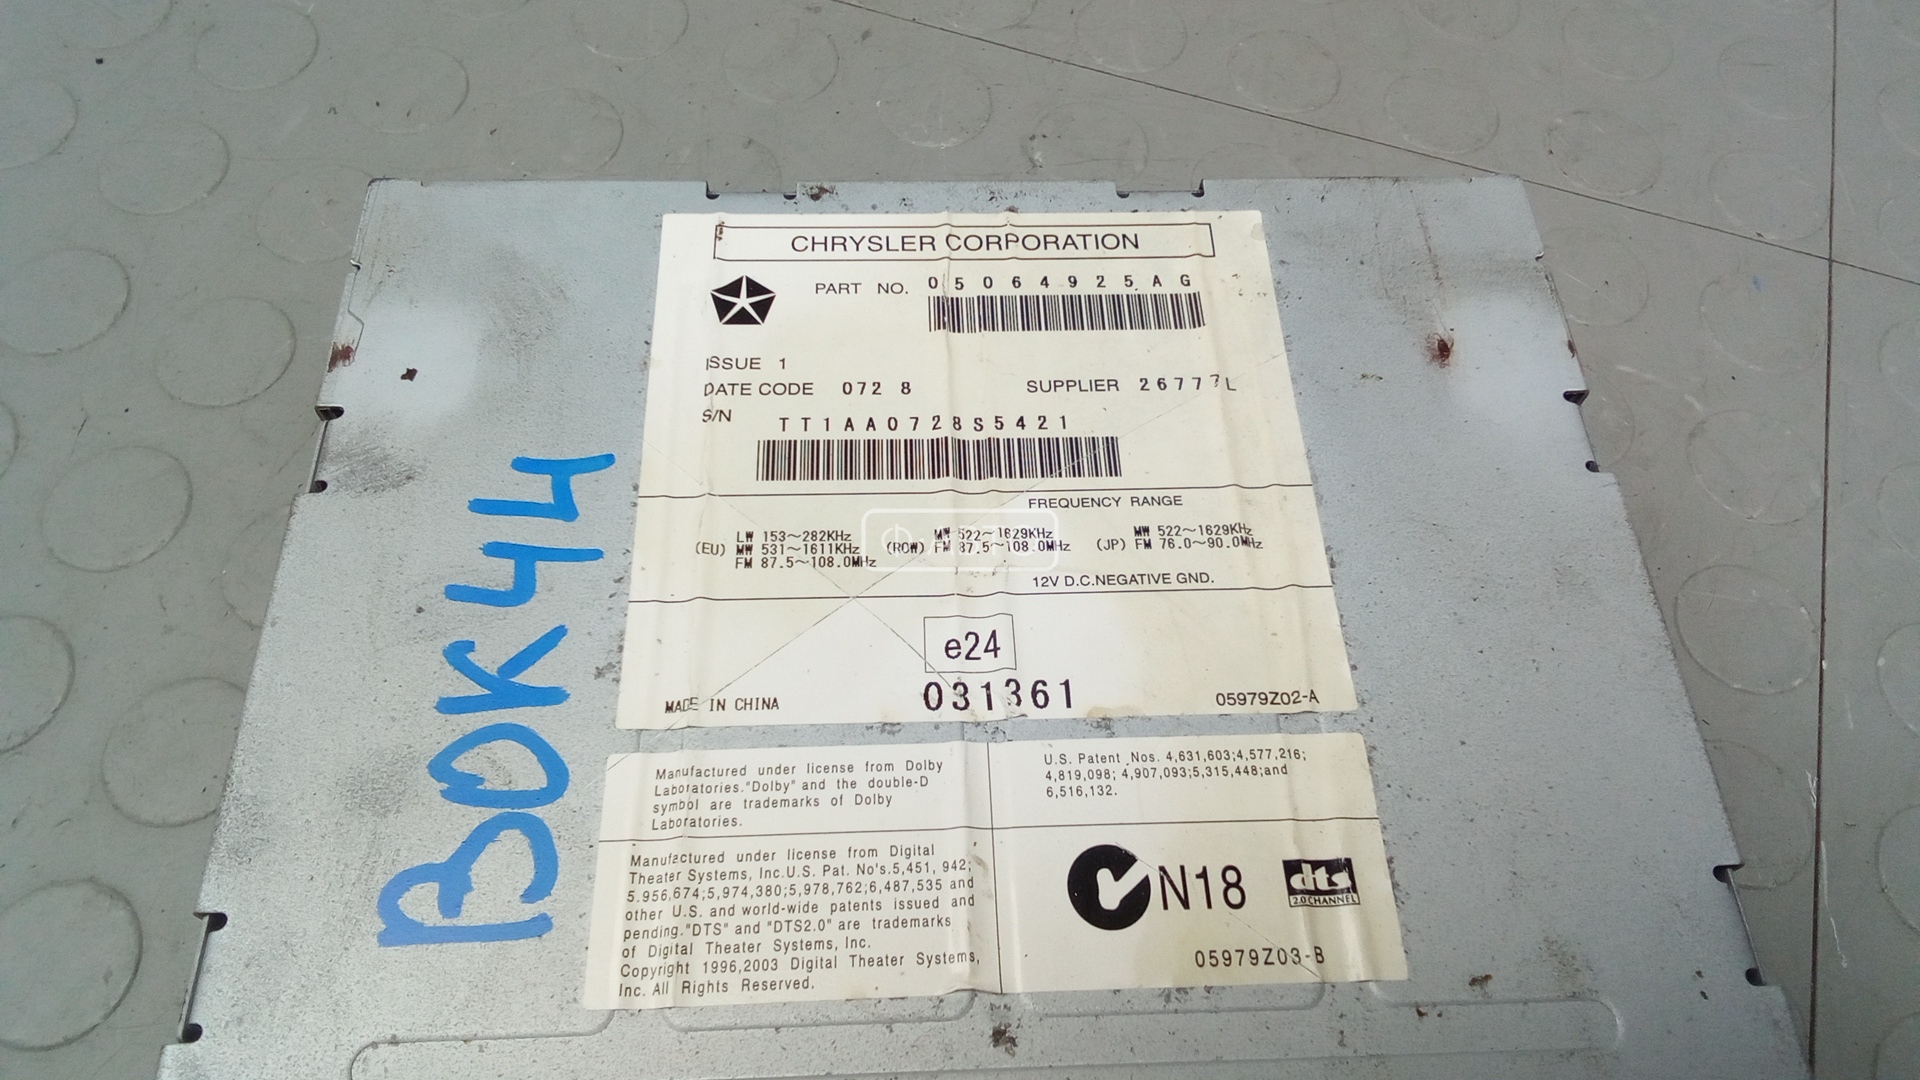 CHRYSLER CORPORATION
PART NO. 05064925AG
ISSUE 1
DATE CODE 0728 SUPPLIER 26777L
S/N TT1AA0728S5421
FREQUENCY RANGE
(EU) LW 153~282KHz
MW 531~1611KHz
FM 87.5~108.0MHz
(ROW) MW 522~1629KHz
FM 87.5~108.0MHz
(JP) MW 522~1629KHz
FM 76.0~90.0MHz
12V D.C.NEGATIVE GND.
e24
031361
MADE IN CHINA
05979Z02-A
Manufactured under license from Dolby
Laboratories."Dolby" and the double-D
symbol are trademarks of Dolby
Laboratories.
U.S. Patent Nos. 4,631,603;4,577,216;
4,819,098; 4,907,093;5,315,448;and
6,516,132.
Manufactured under license from Digital
Theater Systems, Inc.U.S. Pat. No's.5,451, 942;
5.956,674;5,974,380;5,978,762;6,487,535 and
other U.S. and world-wide patents issued and
pending."DTS" and "DTS2.0" are trademarks
of Digital Theater Systems, Inc.
Copyright 1996,2003 Digital Theater Systems,
Inc. All Rights Reserved.
N18
dts
2.0 CHANNEL
05979Z03-B
BOK44